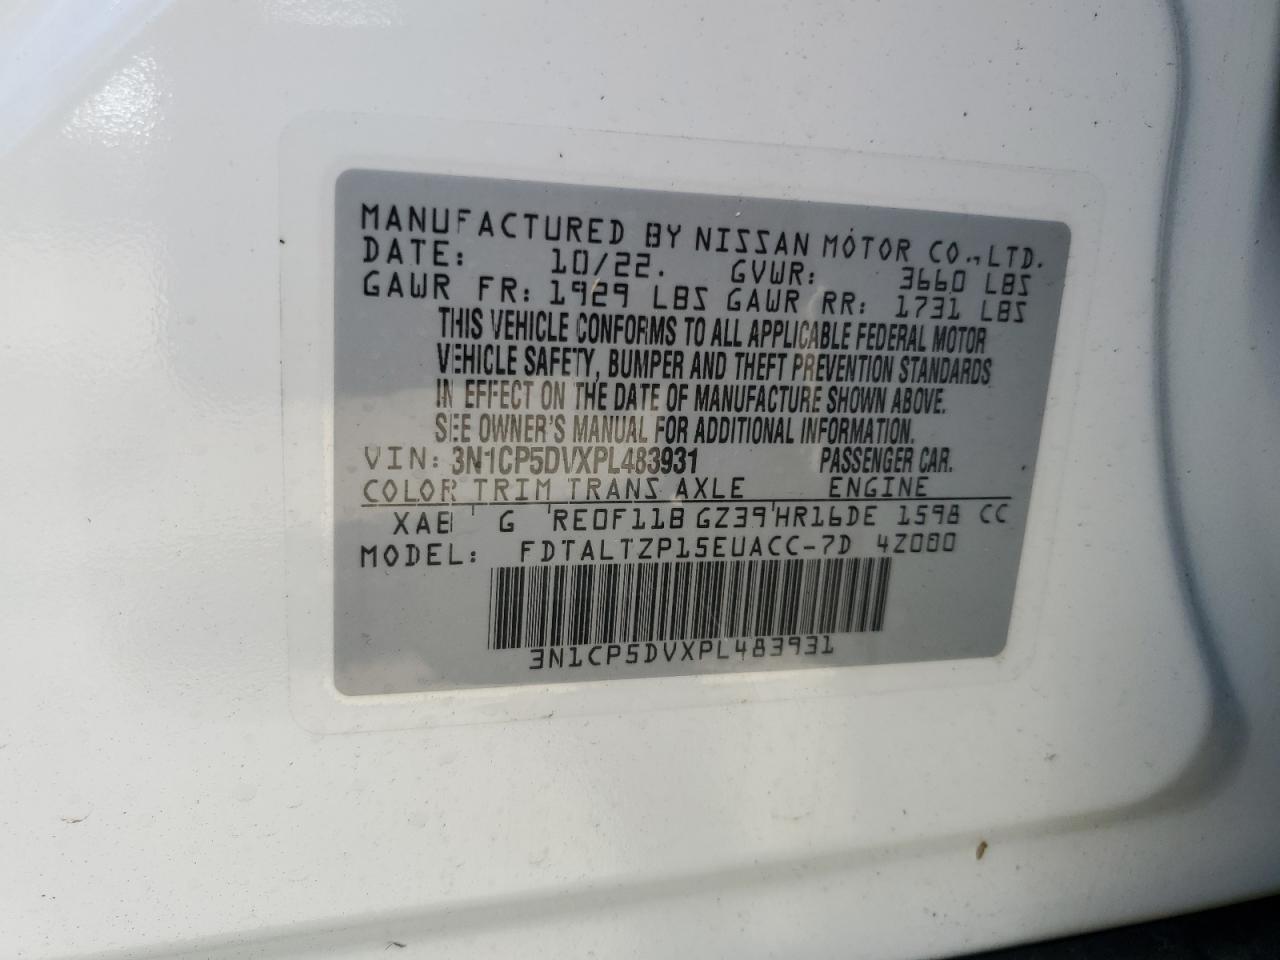 MANUFACTURED BY NISSAN MOTOR CO.,LTD.
DATE: 10/22. GVWR: 3660 LBS
GAWR FR: 1929 LBS GAWR RR: 1731 LBS
THIS VEHICLE CONFORMS TO ALL APPLICABLE FEDERAL MOTOR
VEHICLE SAFETY, BUMPER AND THEFT PREVENTION STANDARDS
IN EFFECT ON THE DATE OF MANUFACTURE SHOWN ABOVE.
SEE OWNER'S MANUAL FOR ADDITIONAL INFORMATION.
VIN: 3N1CP5DVXPL483931 PASSENGER CAR.
COLOR TRIM TRANS AXLE ENGINE
XAB G RE0F11B GZ39 HR16DE 1598 CC
MODEL: FDTALTZP15EUACC-7D 4Z000
3N1CP5DVXPL483931